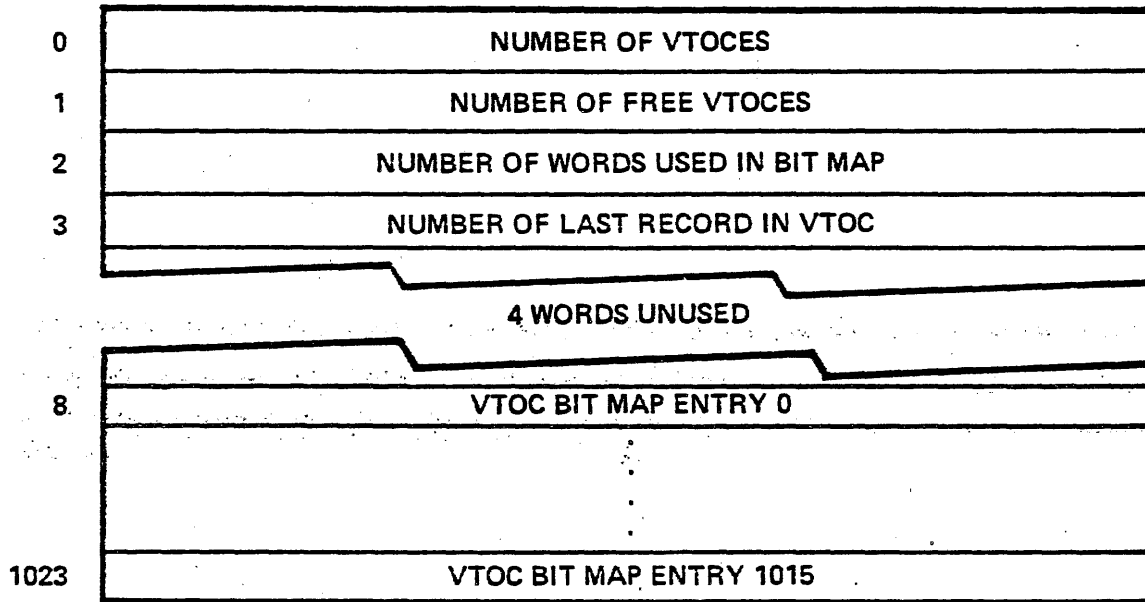 0 NUMBER OF VTOCES
1 NUMBER OF FREE VTOCES
2 NUMBER OF WORDS USED IN BIT MAP
3 NUMBER OF LAST RECORD IN VTOC
4 WORDS UNUSED
8 VTOC BIT MAP ENTRY 0
1023 VTOC BIT MAP ENTRY 1015